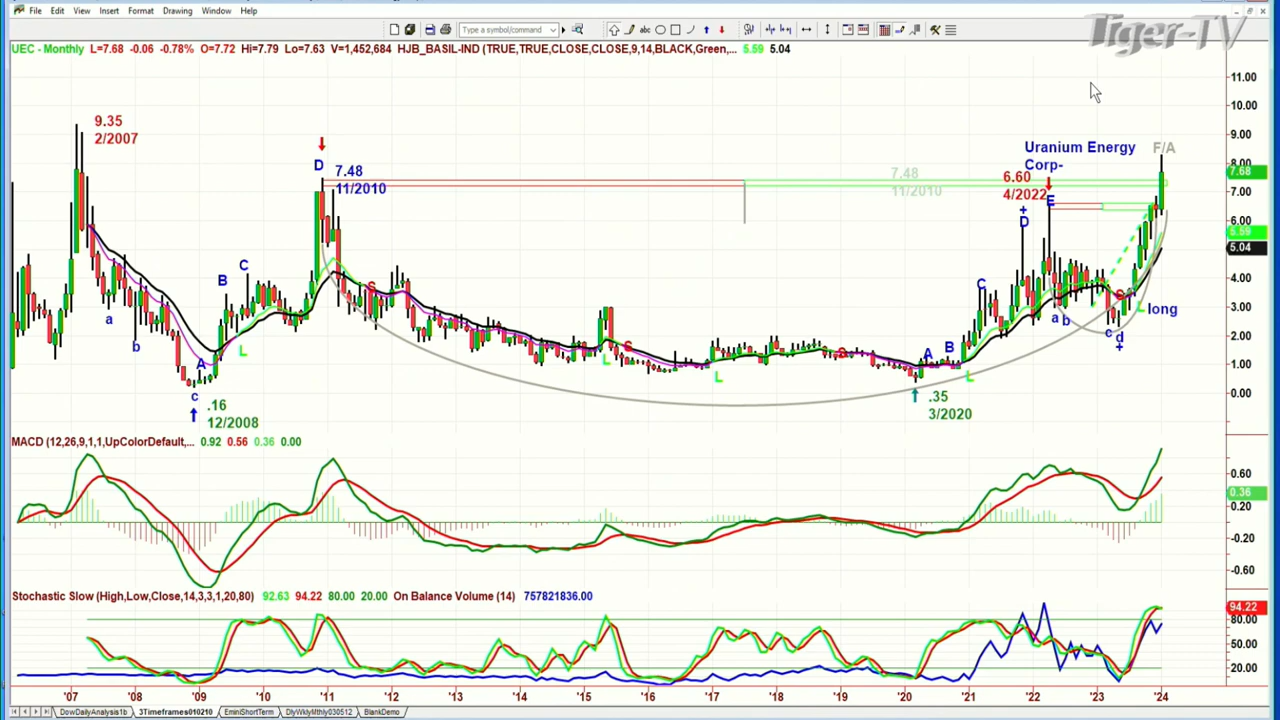 File Edit View Insert Format Drawing Window Help
Type a symbol/command
Tiger-TV
UEC - Monthly L=7.68 -0.06 -0.78% O=7.72 Hi=7.79 Lo=7.63 V=1,452,684 HJB_BASIL-IND (TRUE,TRUE,CLOSE,CLOSE,9,14,BLACK,Green,... 5.59 5.04
11.00
10.00
9.35
2/2007
9.00
Uranium Energy
Corp-
F/A
8.00
D
7.48
11/2010
7.48
11/2010
6.60
4/2022
7.68
7.00
E
+
D
6.00
5.59
5.04
B
C
C
4.00
S
S
a
a
b
long
3.00
b
L
L
S
S
A
B
c
d
+
2.00
A
L
L
L
1.00
c
.16
12/2008
.35
3/2020
0.00
MACD (12,26,9,1,1,UpColorDefault,... 0.92 0.56 0.36 0.00
0.60
0.36
0.20
-0.20
-0.60
Stochastic Slow (High,Low,Close,14,3,3,1,20,80) 92.63 94.22 80.00 20.00 On Balance Volume (14) 757821836.00
94.22
80.00
50.00
20.00
'07 '08 '09 '10 '11 '12 '13 '14 '15 '16 '17 '18 '19 '20 '21 '22 '23 '24
DowDailyAnalysis1b 3Timeframes010210 EminiShortTerm DlyWklyMthly030512 BlankDemo